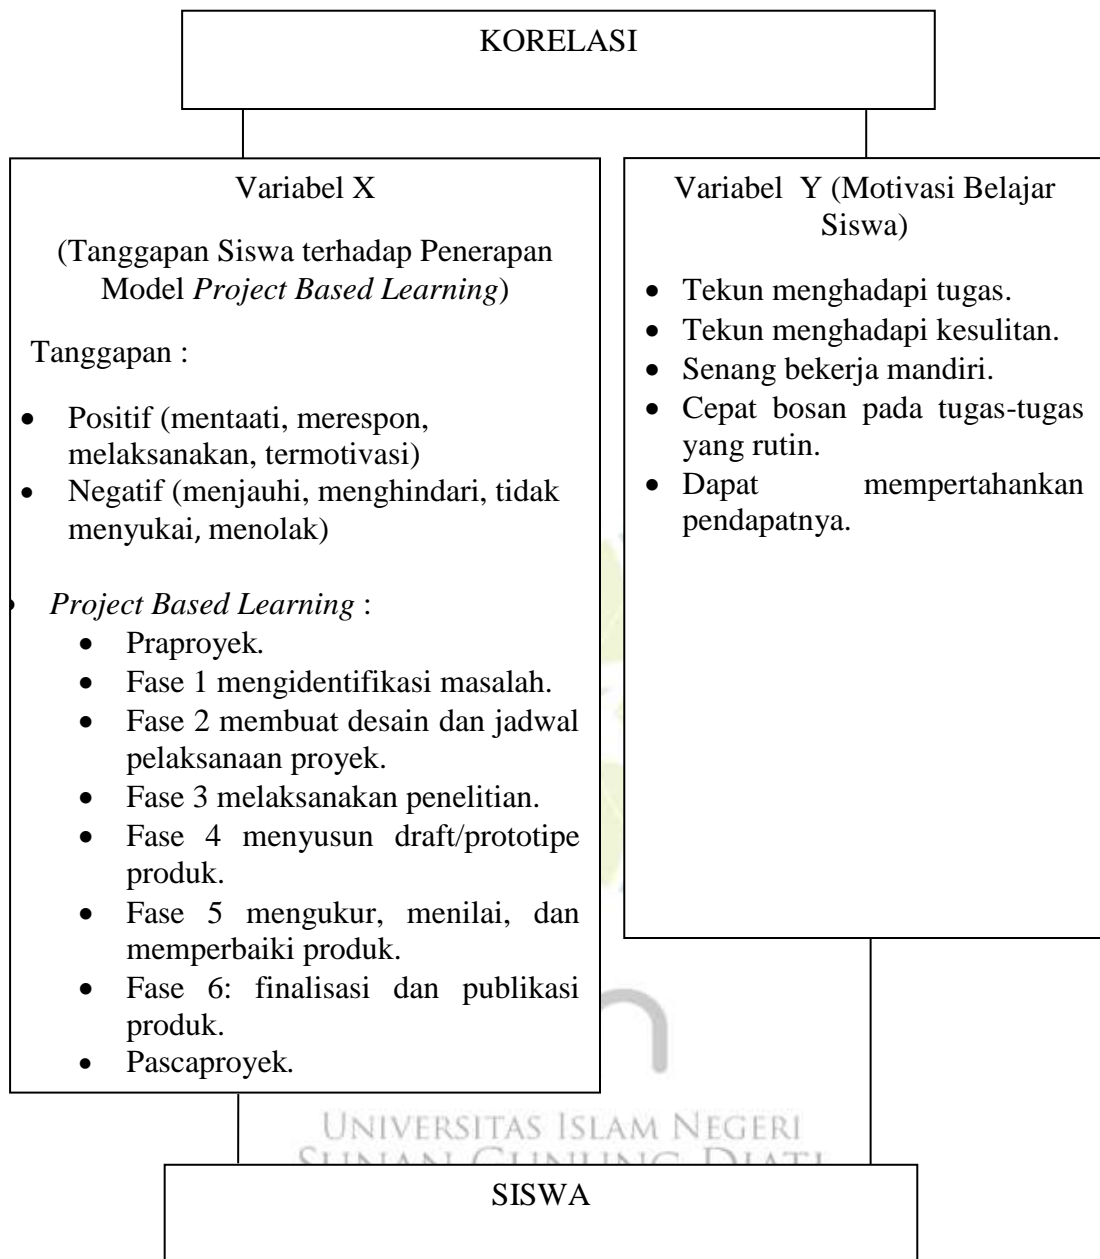 KORELASI
Variabel X
(Tanggapan Siswa terhadap Penerapan
Model Project Based Learning)
Tanggapan :
• Positif (mentaati, merespon,
melaksanakan, termotivasi)
• Negatif (menjauhi, menghindari, tidak
menyukai, menolak)
• Project Based Learning :
• Praproyek.
• Fase 1 mengidentifikasi masalah.
• Fase 2 membuat desain dan jadwal
pelaksanaan proyek.
• Fase 3 melaksanakan penelitian.
• Fase 4 menyusun draft/prototipe
produk.
• Fase 5 mengukur, menilai, dan
memperbaiki produk.
• Fase 6: finalisasi dan publikasi
produk.
• Pascaproyek.
Variabel Y (Motivasi Belajar
Siswa)
• Tekun menghadapi tugas.
• Tekun menghadapi kesulitan.
• Senang bekerja mandiri.
• Cepat bosan pada tugas-tugas
yang rutin.
• Dapat mempertahankan
pendapatnya.
UNIVERSITAS ISLAM NEGERI
SUNAN GUNUNG DJATI
SISWA